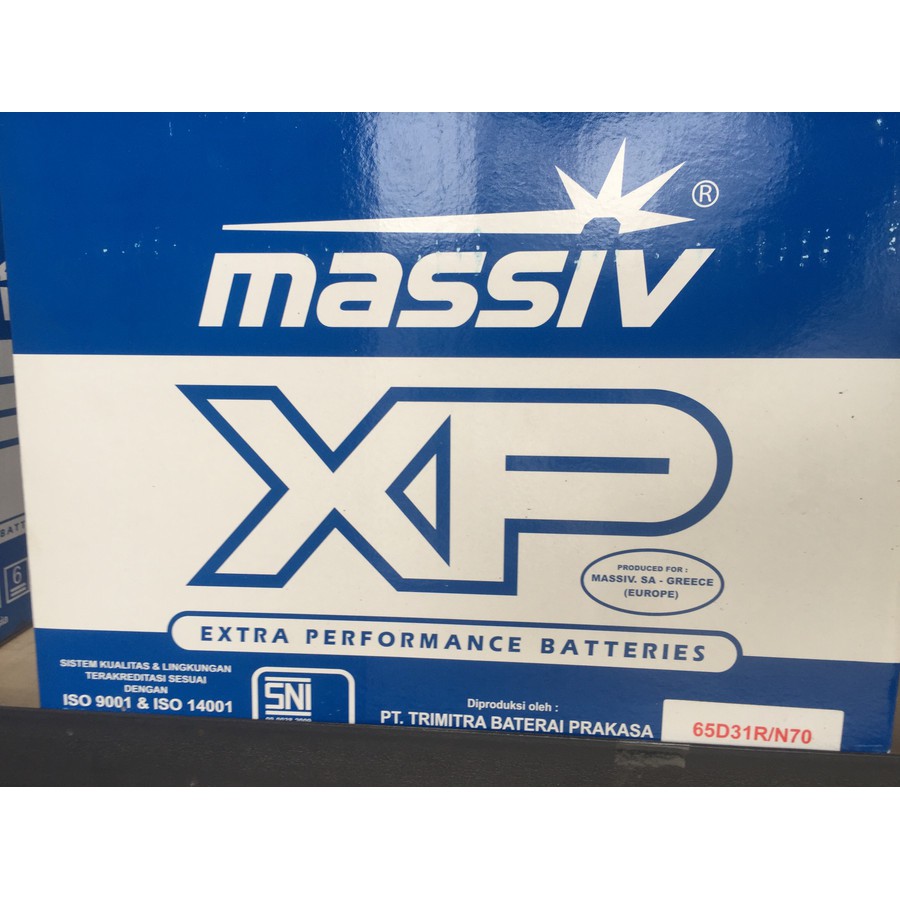 massiv®
XP
PRODUCED FOR :
MASSIV. SA - GREECE
(EUROPE)
EXTRA PERFORMANCE BATTERIES
SISTEM KUALITAS & LINGKUNGAN
TERAKREDITASI SESUAI
DENGAN
ISO 9001 & ISO 14001
SNI
Diproduksi oleh :
PT. TRIMITRA BATERAI PRAKASA
65D31R/N70
6